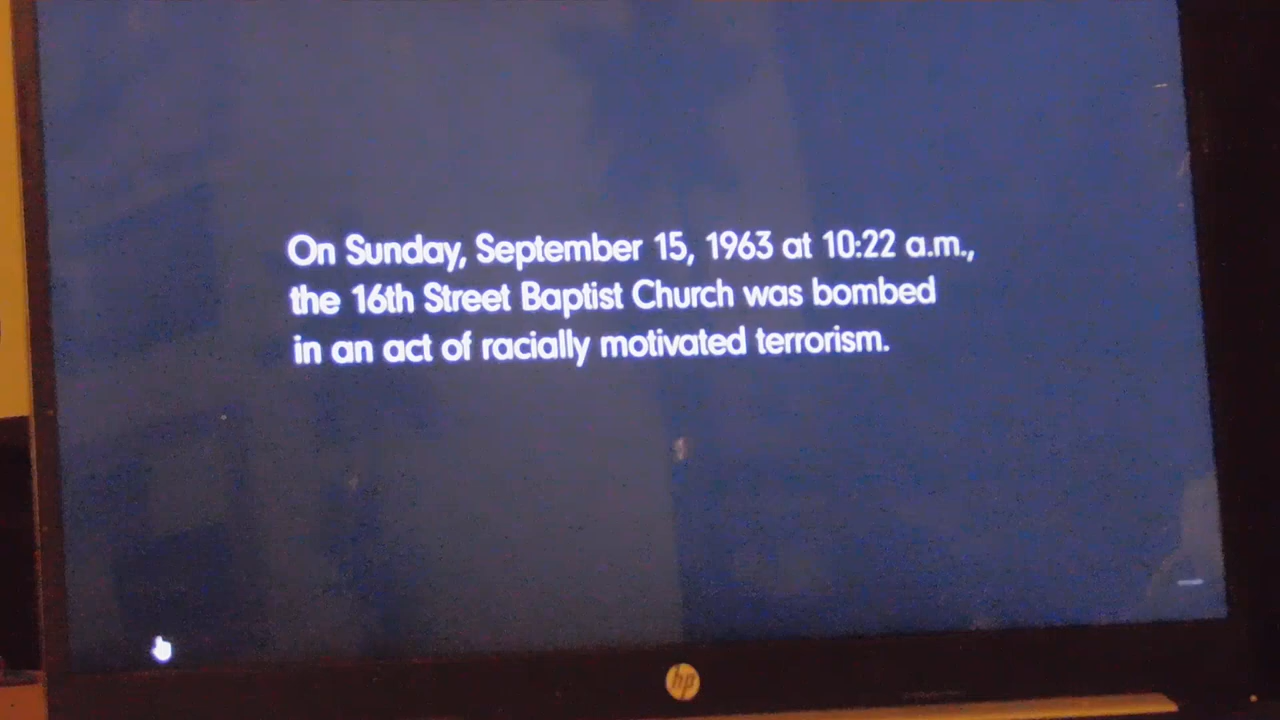 On Sunday, September 15, 1963 at 10:22 a.m.,
the 16th Street Baptist Church was bombed
in an act of racially motivated terrorism.
hp